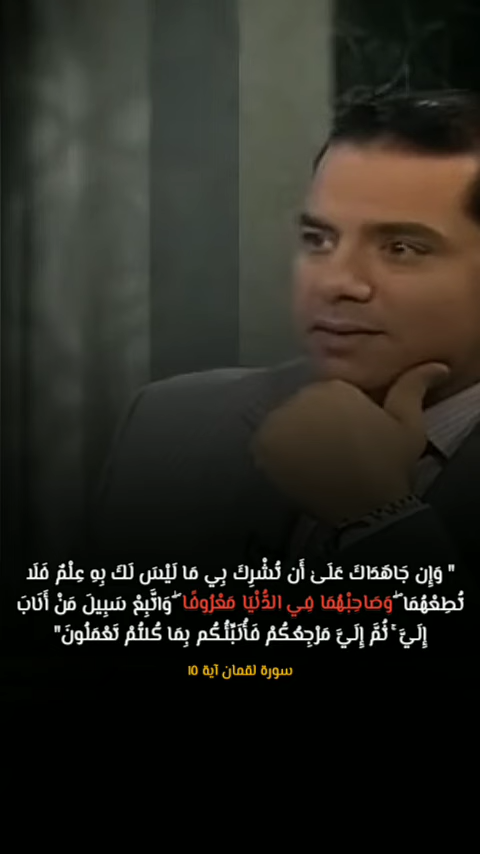 " وَإِن جَاهَدَاكَ عَلَىٰ أَن تُشْرِكَ بِي مَا لَيْسَ لَكَ بِهِ عِلْمٌ فَلَا
تُطِعْهُمَا ۖ وَصَاحِبْهُمَا فِي الدُّنْيَا مَعْرُوفًا ۖ وَاتَّبِعْ سَبِيلَ مَنْ أَنَابَ
إِلَيَّ ۚ ثُمَّ إِلَيَّ مَرْجِعُكُمْ فَأُنَبِّئُكُم بِمَا كُنتُمْ تَعْمَلُونَ"
سورة لقمان آية ١٥